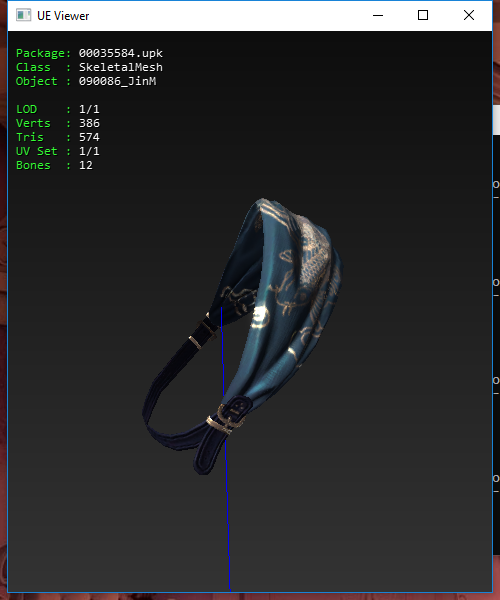 UE Viewer
Package: 00035584.upk
Class : SkeletalMesh
Object : 090086_JinM
LOD : 1/1
Verts : 386
Tris : 574
UV Set : 1/1
Bones : 12